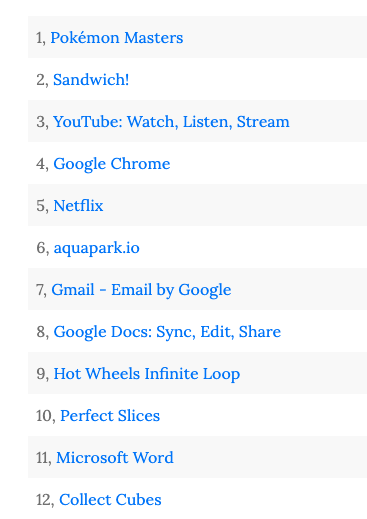 1, Pokémon Masters
2, Sandwich!
3, YouTube: Watch, Listen, Stream
4, Google Chrome
5, Netflix
6, aquapark.io
7, Gmail - Email by Google
8, Google Docs: Sync, Edit, Share
9, Hot Wheels Infinite Loop
10, Perfect Slices
11, Microsoft Word
12, Collect Cubes